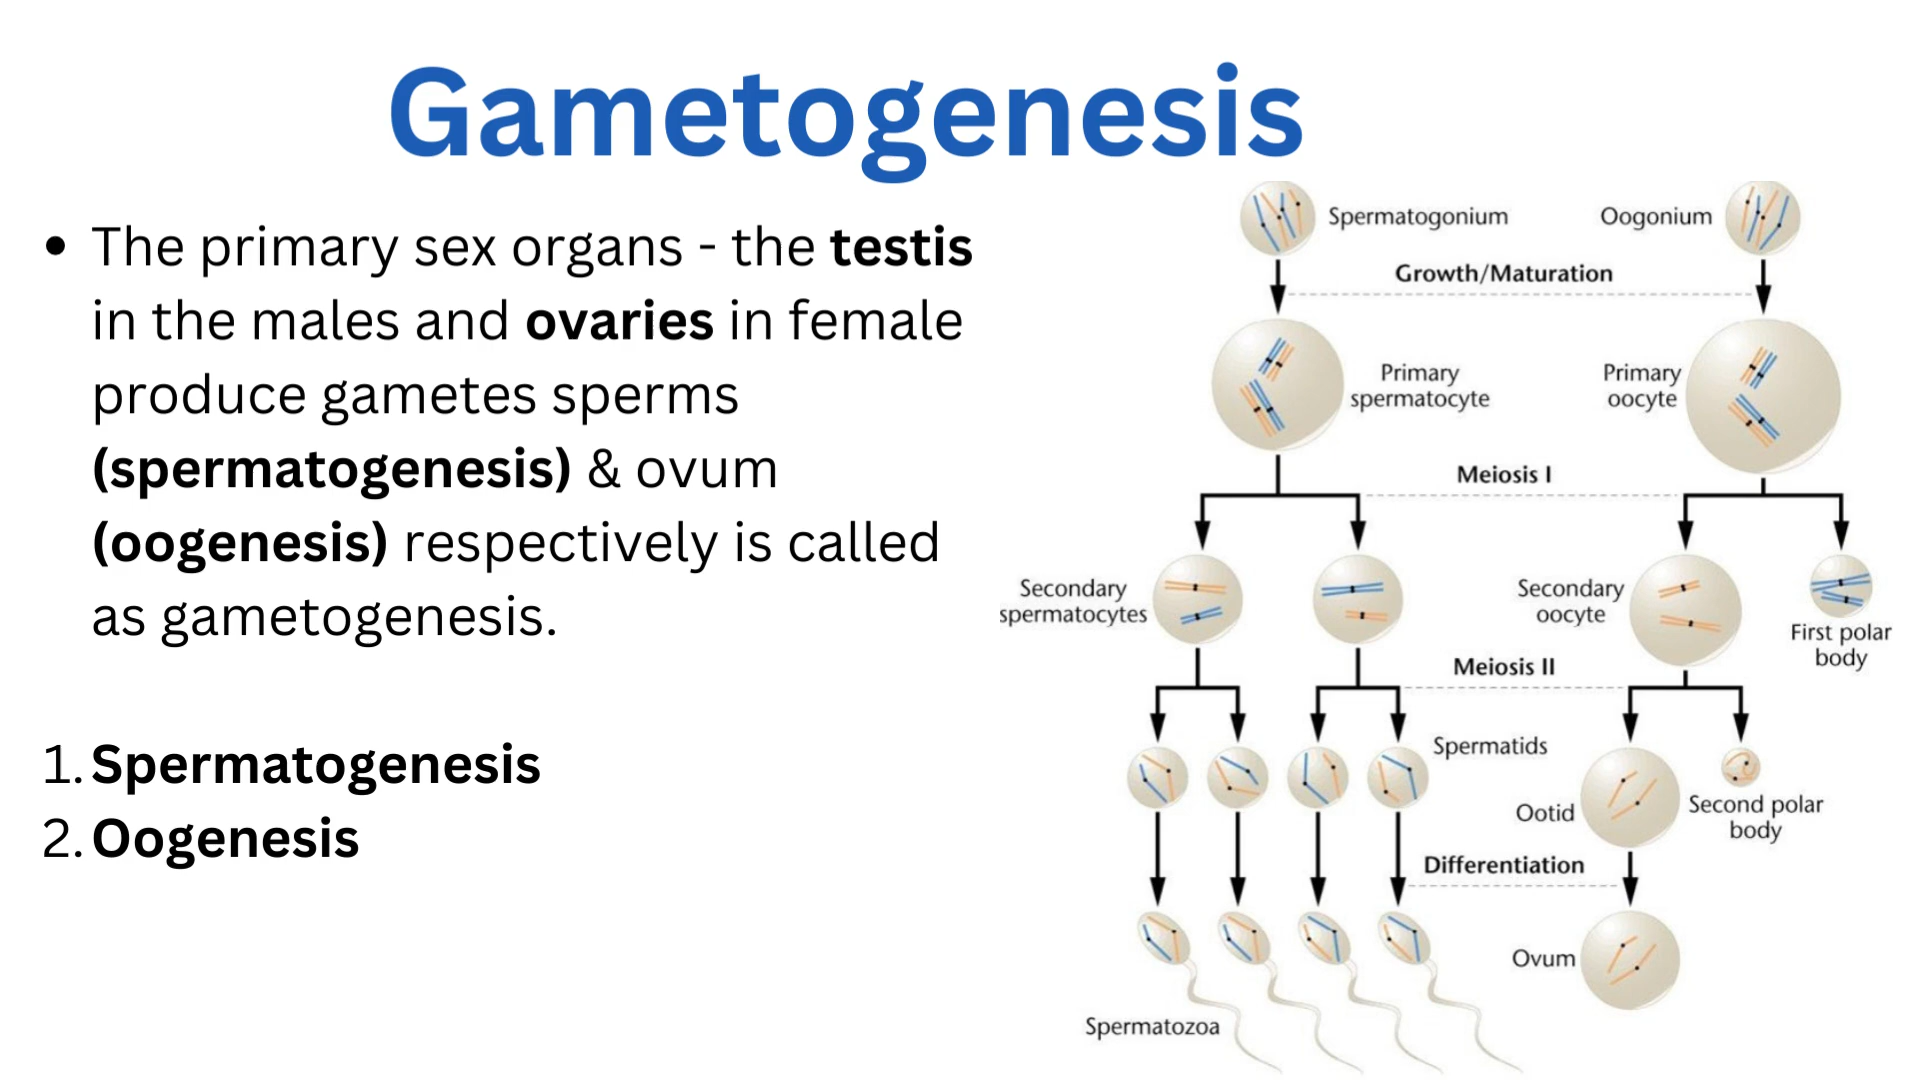 Gametogenesis
• The primary sex organs - the testis
in the males and ovaries in female
produce gametes sperms
(spermatogenesis) & ovum
(oogenesis) respectively is called
as gametogenesis.
1. Spermatogenesis
2. Oogenesis
Spermatogonium
Oogonium
Growth/Maturation
Primary
spermatocyte
Primary
oocyte
Meiosis I
Secondary
spermatocytes
Secondary
oocyte
First polar
body
Meiosis II
Spermatids
Ootid
Second polar
body
Differentiation
Ovum
Spermatozoa